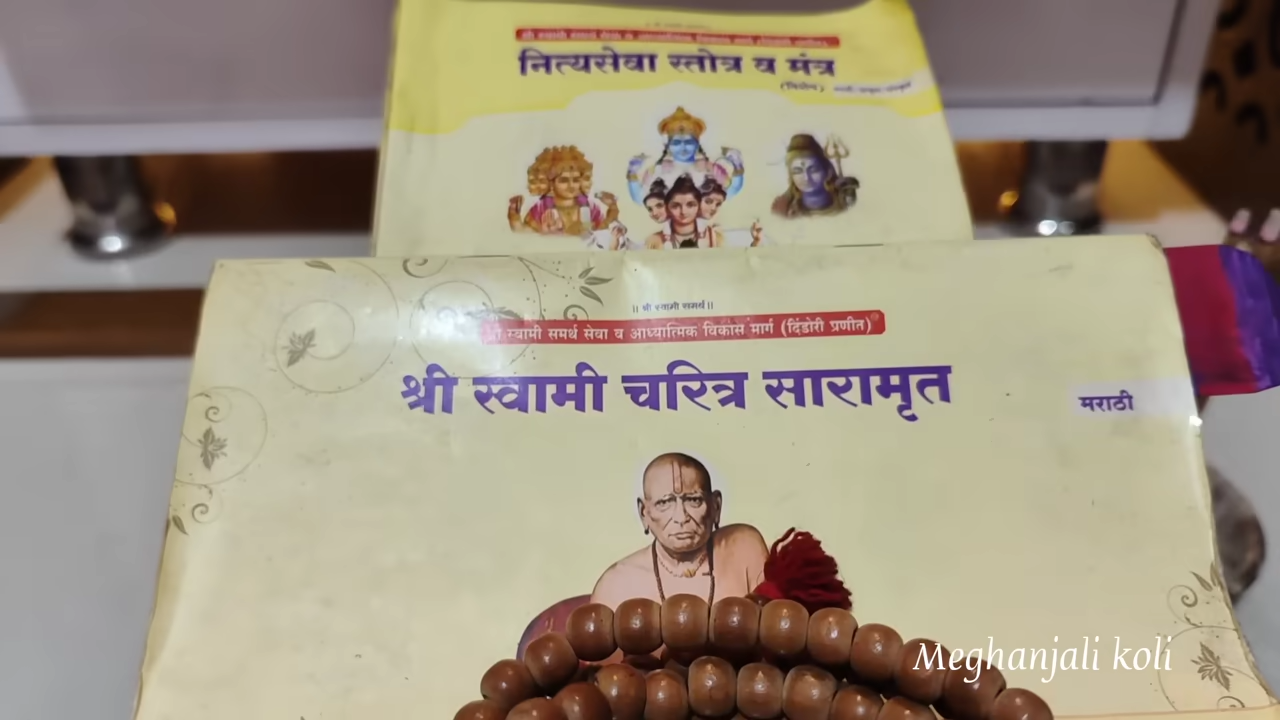 नित्यसेवा स्तोत्र व मंत्र
।। श्री स्वामी समर्थ।।
श्री स्वामी समर्थ सेवा व आध्यात्मिक विकास मार्ग (दिंडोरी प्रणीत)
श्री स्वामी चरित्र सारामृत
मराठी
Meghanjali koli